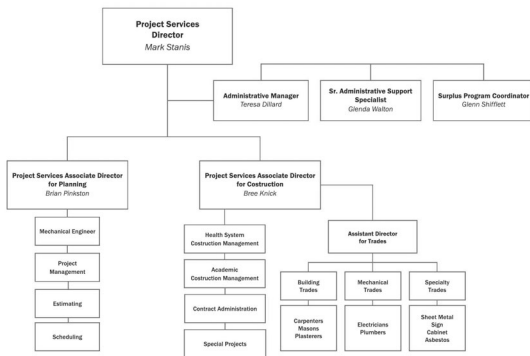 Project Services
Director
Mark Stanis
Administrative Manager
Teresa Dillard
Sr. Administrative Support
Specialist
Glenda Walton
Surplus Program Coordinator
Glenn Shifflett
Project Services Associate Director
for Planning
Brian Pinkston
Project Services Associate Director
for Costruction
Bree Knick
Mechanical Engineer
Project
Management
Estimating
Scheduling
Health System
Costruction Management
Academic
Costruction Management
Contract Administration
Special Projects
Assistant Director
for Trades
Building
Trades
Mechanical
Trades
Specialty
Trades
Carpenters
Masons
Plasterers
Electricians
Plumbers
Sheet Metal
Sign
Cabinet
Asbestos